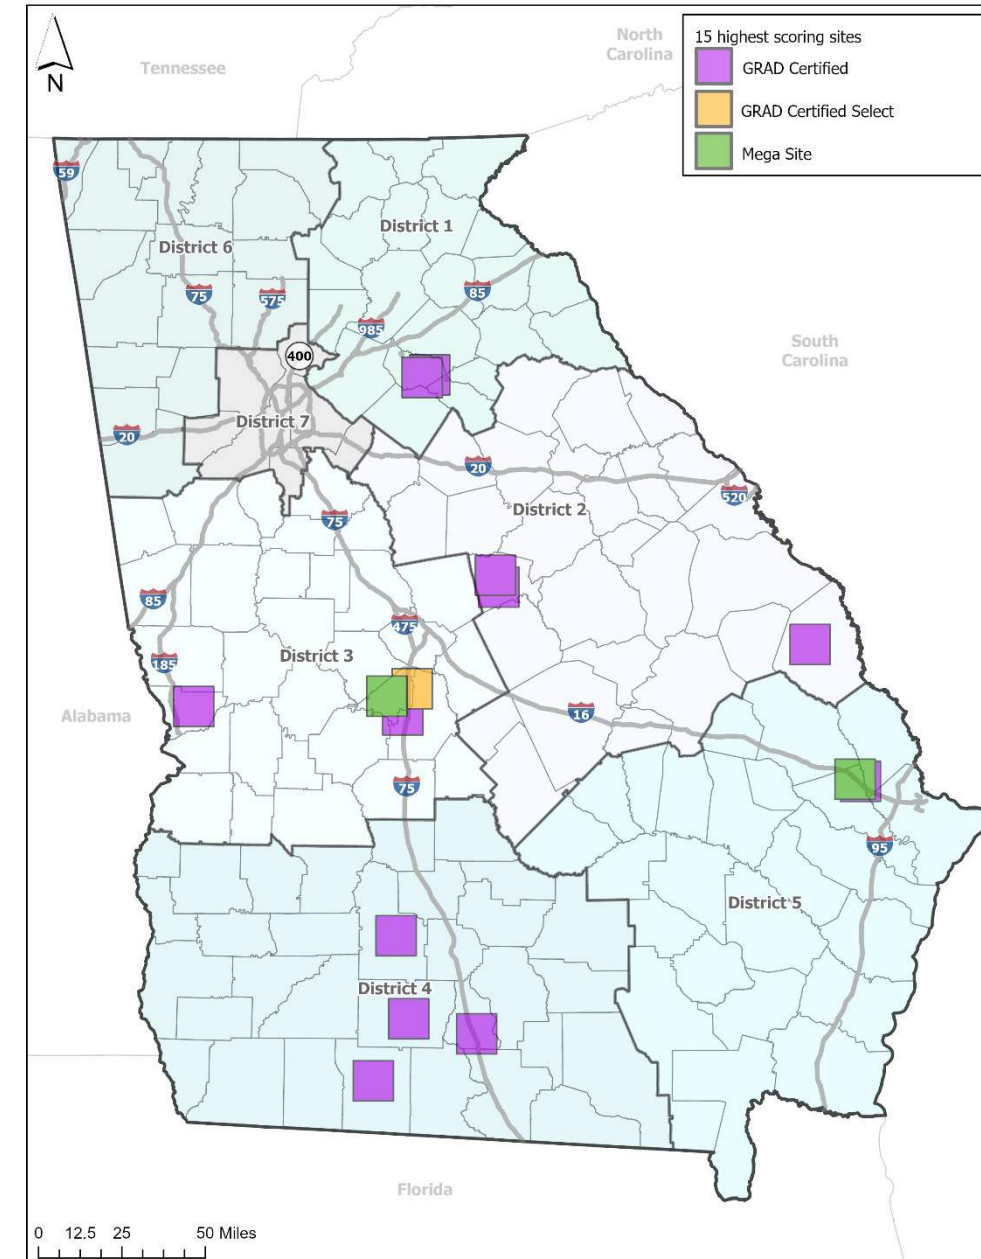 15 highest scoring sites
GRAD Certified
GRAD Certified Select
Mega Site
N
Tennessee
North
Carolina
South
Carolina
Alabama
Florida
59
District 1
District 6
75
575
85
985
400
District 7
20
20
520
75
District 2
85
475
District 3
185
16
75
95
District 5
District 4
0 12.5 25 50 Miles